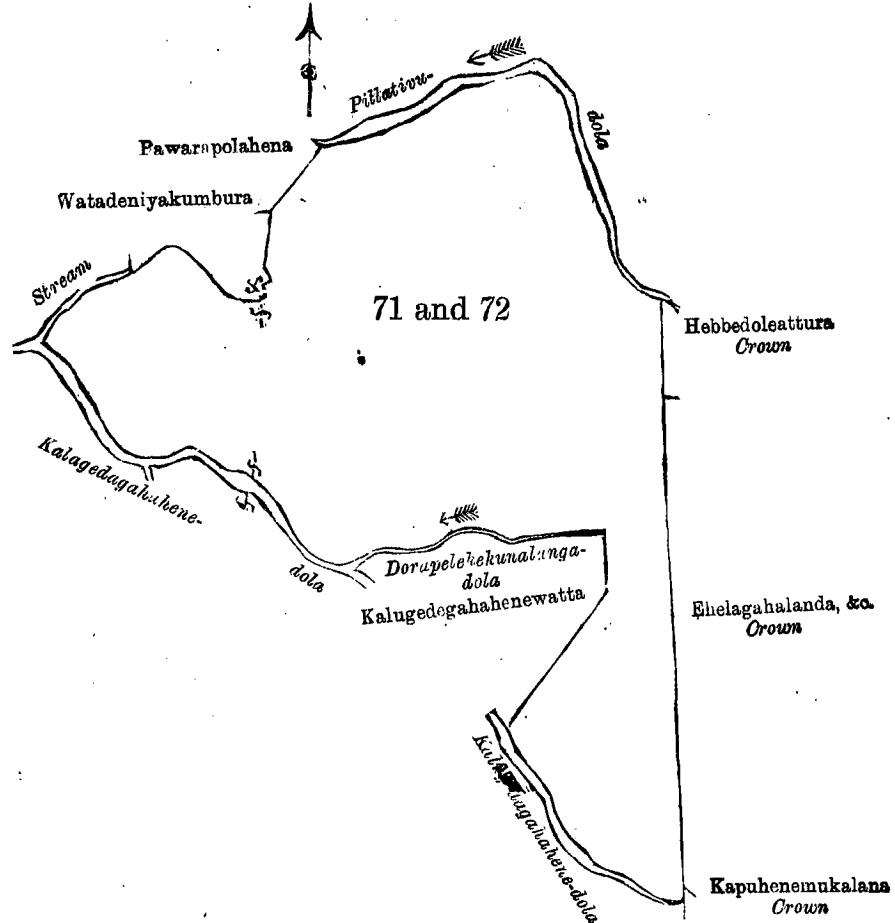 Pillativu-
dola
Pawarapolahena
Watadeniyakumbura
Stream
71 and 72
Hebbedoleattura
Crown
Kalagedagahahene-
dola
Dorapelehekunalanga-
dola
Kalugedegahahenewatta
Ehelagahalanda, &c.
Crown
Kapuhenemukalana
Crown